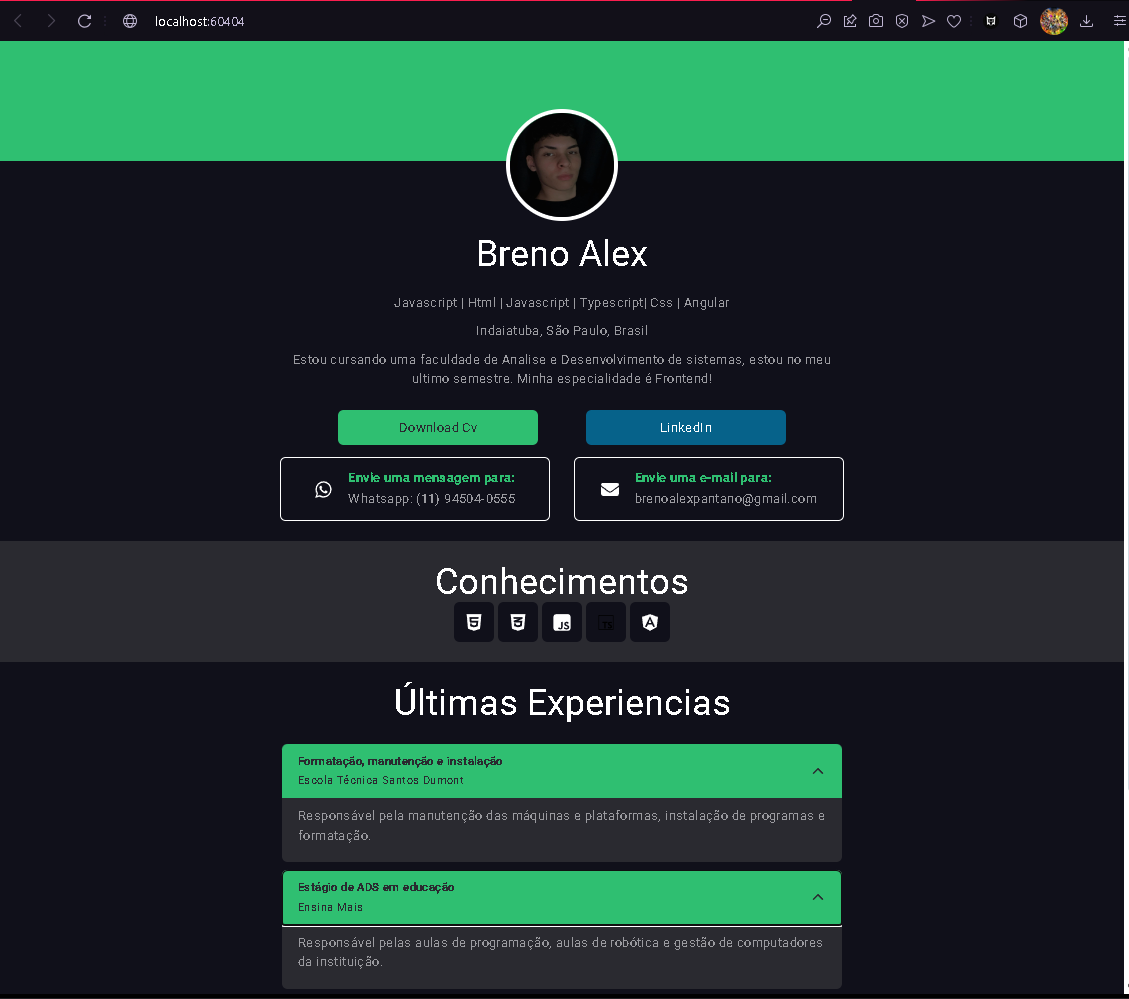 localhost:60404
Breno Alex
Javascript | Html | Javascript | Typescript| Css | Angular
Indaiatuba, São Paulo, Brasil
Estou cursando uma faculdade de Analise e Desenvolvimento de sistemas, estou no meu
ultimo semestre. Minha especialidade é Frontend!
Download Cv
LinkedIn
Envie uma mensagem para:
Whatsapp: (11) 94504-0555
Envie uma e-mail para:
brenoalexpantano@gmail.com
Conhecimentos
5
3
JS
TS
A
Últimas Experiencias
Formatação, manutenção e instalação
Escola Técnica Santos Dumont
Responsável pela manutenção das máquinas e plataformas, instalação de programas e
formatação.
Estágio de ADS em educação
Ensina Mais
Responsável pelas aulas de programação, aulas de robótica e gestão de computadores
da instituição.